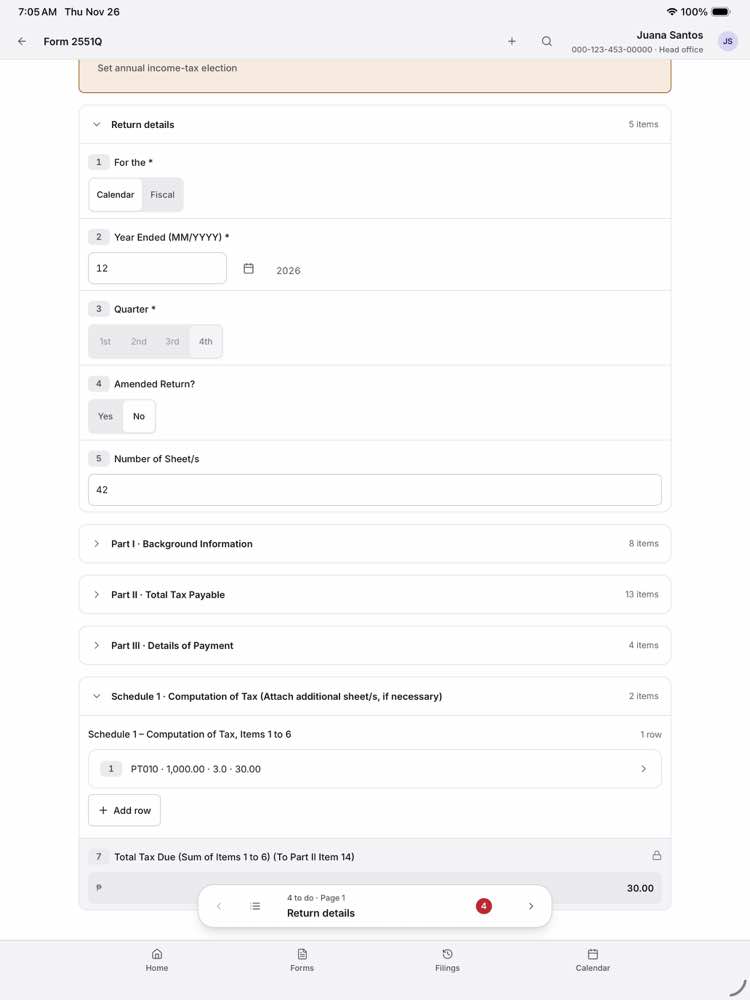 7:05 AM Thu Nov 26
100%
Form 2551Q
Juana Santos
000-123-453-00000 · Head office
JS
Set annual income-tax election
Return details
5 items
1 For the *
Calendar Fiscal
2 Year Ended (MM/YYYY) *
12
2026
3 Quarter *
1st 2nd 3rd 4th
4 Amended Return?
Yes No
5 Number of Sheet/s
42
Part I · Background Information
8 items
Part II · Total Tax Payable
13 items
Part III · Details of Payment
4 items
Schedule 1 · Computation of Tax (Attach additional sheet/s, if necessary)
2 items
Schedule 1 – Computation of Tax, Items 1 to 6
1 row
1 PT010 · 1,000.00 · 3.0 · 30.00
+ Add row
7 Total Tax Due (Sum of Items 1 to 6) (To Part II Item 14)
₱ 30.00
4 to do · Page 1
Return details
4
Home Forms Filings Calendar